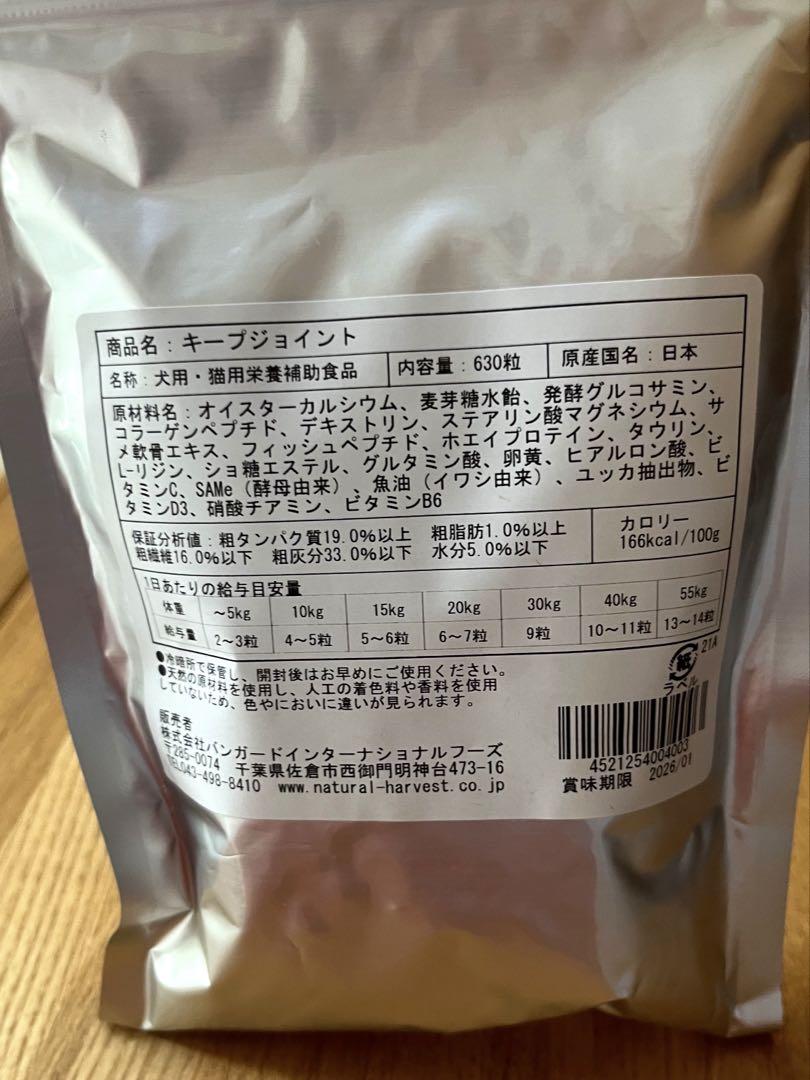 商品名：キープジョイント
名称：犬用・猫用栄養補助食品 内容量：630粒 原産国名：日本
原材料名：オイスターカルシウム、麦芽糖水飴、発酵グルコサミン、
コラーゲンペプチド、デキストリン、ステアリン酸マグネシウム、サ
メ軟骨エキス、フィッシュペプチド、ホエイプロテイン、タウリン、
L-リジン、ショ糖エステル、グルタミン酸、卵黄、ヒアルロン酸、ビ
タミンC、SAMe（酵母由来）、魚油（イワシ由来）、ユッカ抽出物、ビ
タミンD3、硝酸チアミン、ビタミンB6
保証分析値：粗タンパク質19.0%以上 粗脂肪1.0%以上
粗繊維16.0%以下 粗灰分33.0%以下 水分5.0%以下
カロリー
166kcal/100g
1日あたりの給与目安量
体重 ～5kg 10kg 15kg 20kg 30kg 40kg 55kg
給与量 2～3粒 4～5粒 5～6粒 6～7粒 9粒 10～11粒 13～14粒
●冷暗所で保管し、開封後はお早めにご使用ください。
●天然の原材料を使用し、人工の着色料や香料を使用
していないため、色やにおいに違いが見られます。
紙 21A
ラベル
販売者
株式会社バンガードインターナショナルフーズ
〒285-0074 千葉県佐倉市西御門明神台473-16
TEL043-498-8410 www.natural-harvest.co.jp
4521254004003
賞味期限 2026/01